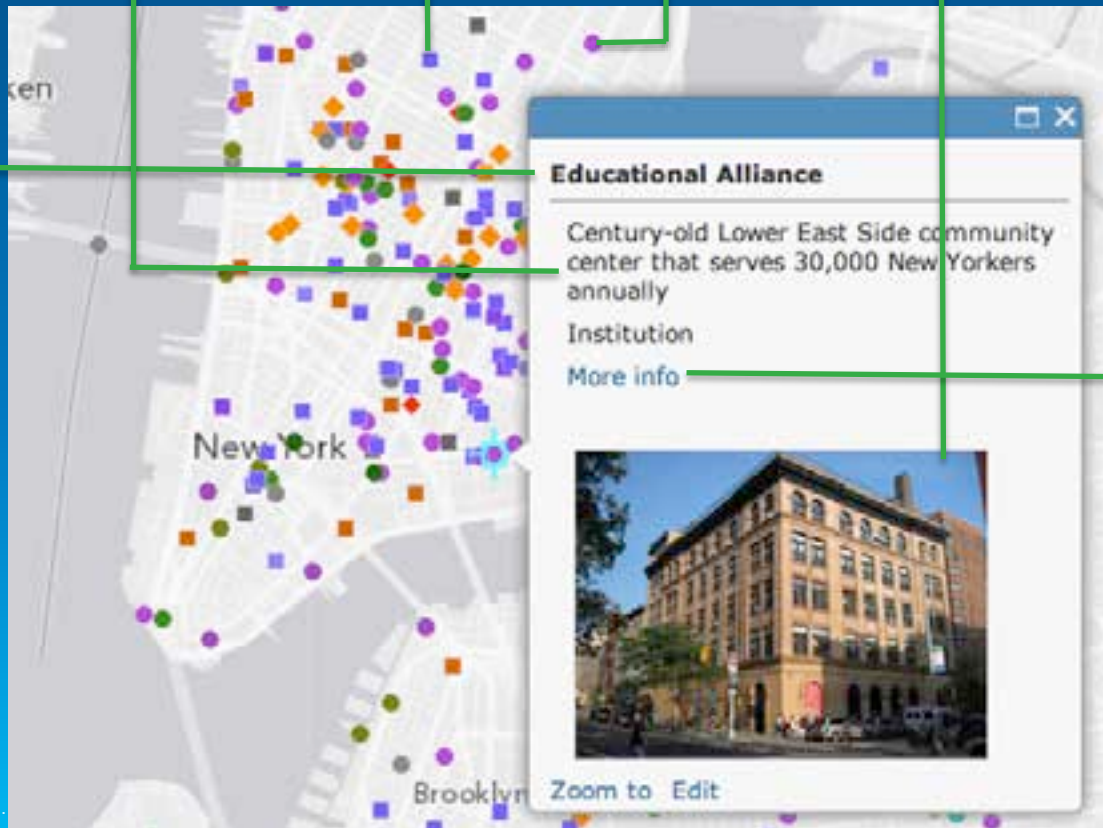 ken
Educational Alliance
Century-old Lower East Side community
center that serves 30,000 New Yorkers
annually
Institution
More info
New York
Brooklyn
Zoom to Edit